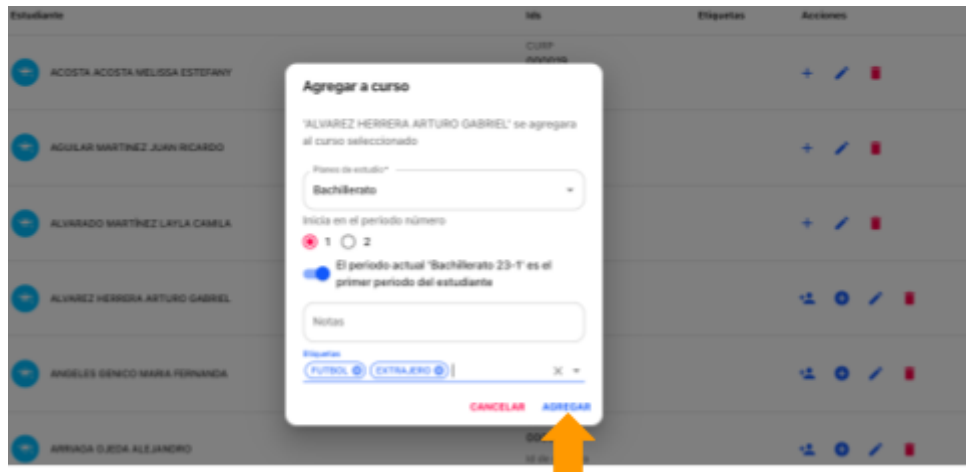 Estudiante Ids Etiquetas Acciones
CURP
000019
ACOSTA ACOSTA MELISSA ESTEFANY
Agregar a curso
'ALVAREZ HERRERA ARTURO GABRIEL' se agregara
al curso seleccionado
AGUILAR MARTINEZ JUAN RICARDO
Planes de estudio*
Bachillerato
Inicia en el periodo número
ALVARADO MARTÍNEZ LAYLA CAMILA
1 2
El periodo actual 'Bachillerato 23-1' es el
primer periodo del estudiante
ALVAREZ HERRERA ARTURO GABRIEL
Notas
Etiquetas
FUTBOL EXTRAJERO
ANGELES GENICO MARIA FERNANDA
CANCELAR AGREGAR
ARRIAGA OJEDA ALEJANDRO